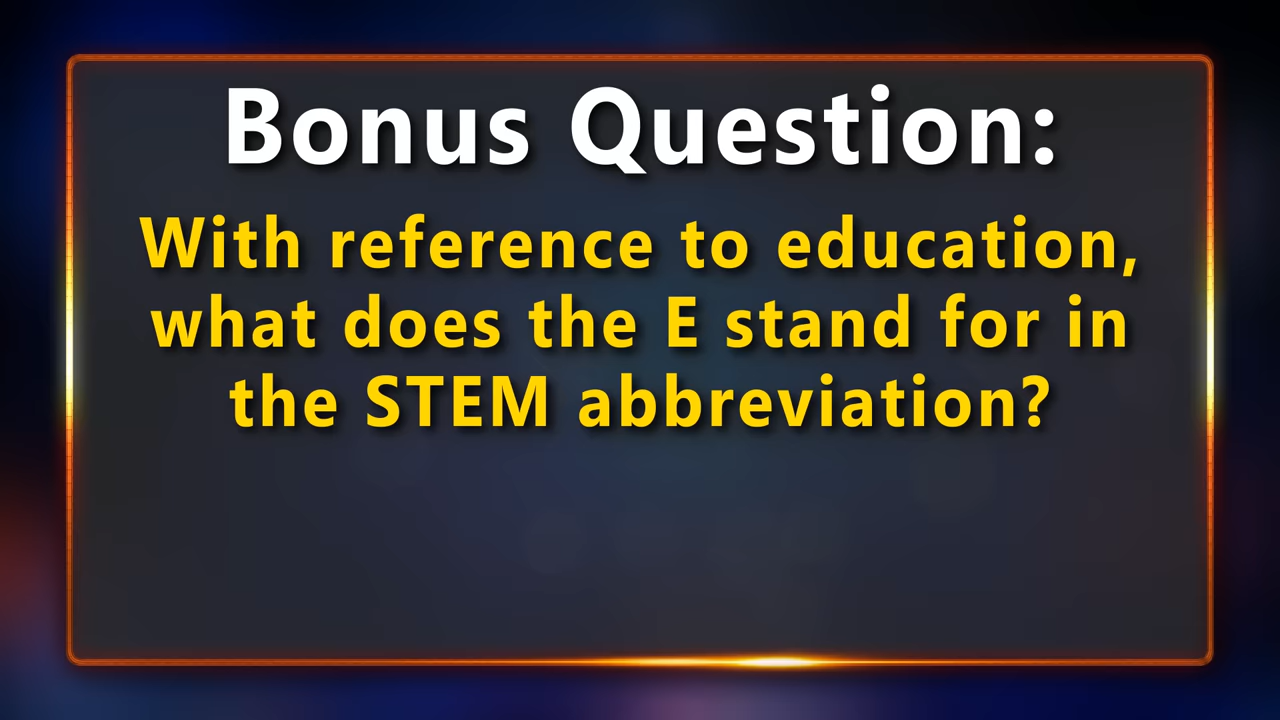 Bonus Question:
With reference to education,
what does the E stand for in
the STEM abbreviation?